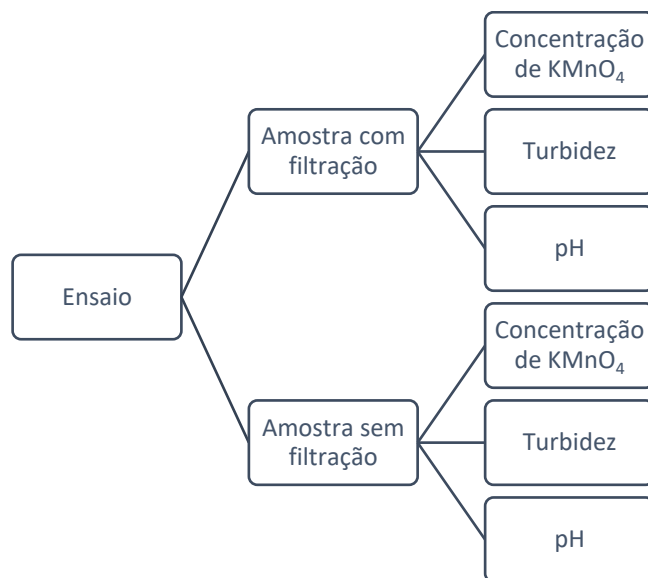 Ensaio
Amostra com
filtração
Concentração
de KMnO₄
Turbidez
pH
Amostra sem
filtração
Concentração
de KMnO₄
Turbidez
pH